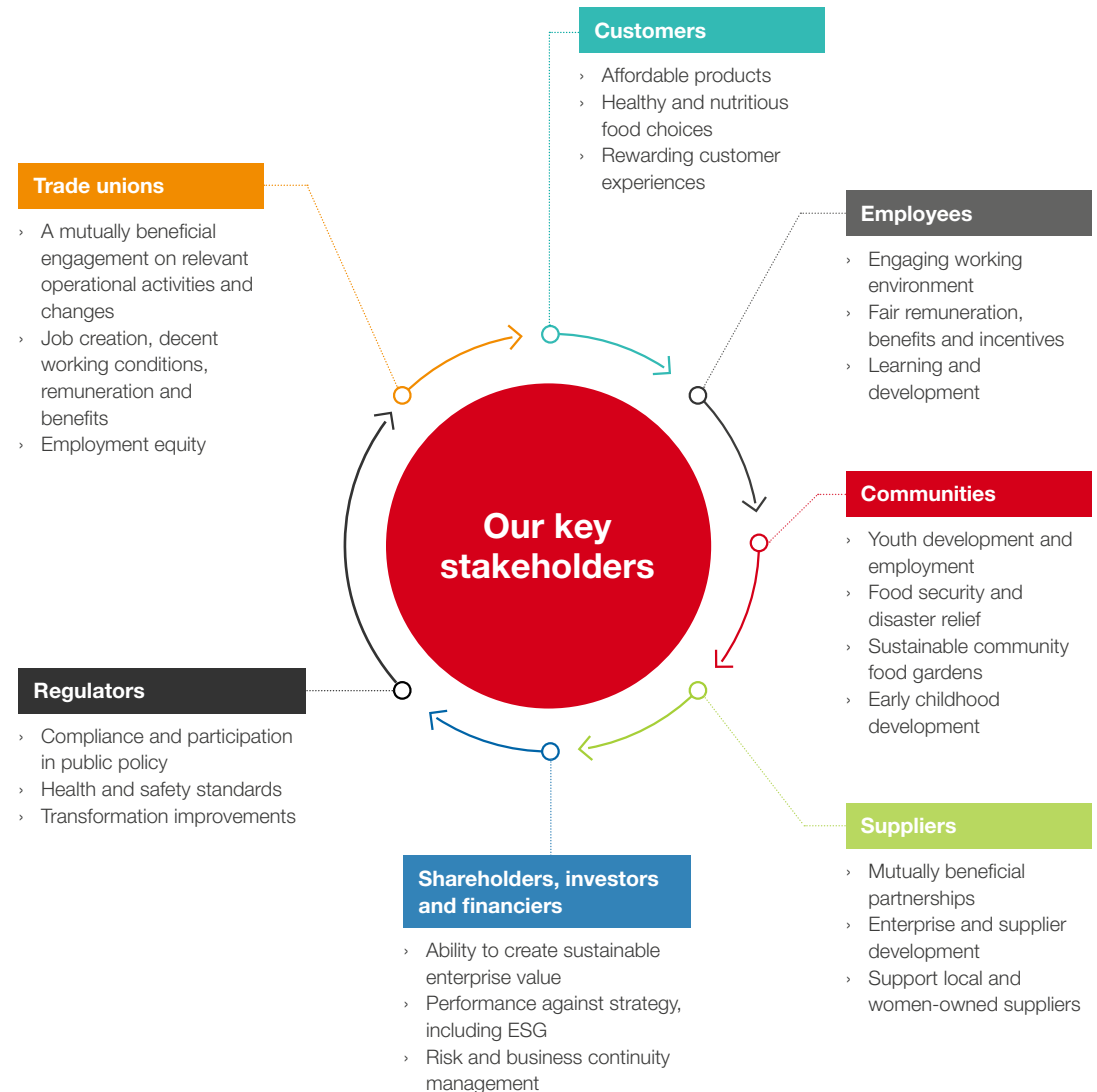 Customers
› Affordable products
› Healthy and nutritious
food choices
› Rewarding customer
experiences
Trade unions
› A mutually beneficial
engagement on relevant
operational activities and
changes
› Job creation, decent
working conditions,
remuneration and
benefits
› Employment equity
Employees
› Engaging working
environment
› Fair remuneration,
benefits and incentives
› Learning and
development
Our key
stakeholders
Communities
› Youth development and
employment
› Food security and
disaster relief
› Sustainable community
food gardens
› Early childhood
development
Regulators
› Compliance and participation
in public policy
› Health and safety standards
› Transformation improvements
Suppliers
› Mutually beneficial
partnerships
› Enterprise and supplier
development
› Support local and
women-owned suppliers
Shareholders, investors
and financiers
› Ability to create sustainable
enterprise value
› Performance against strategy,
including ESG
› Risk and business continuity
management